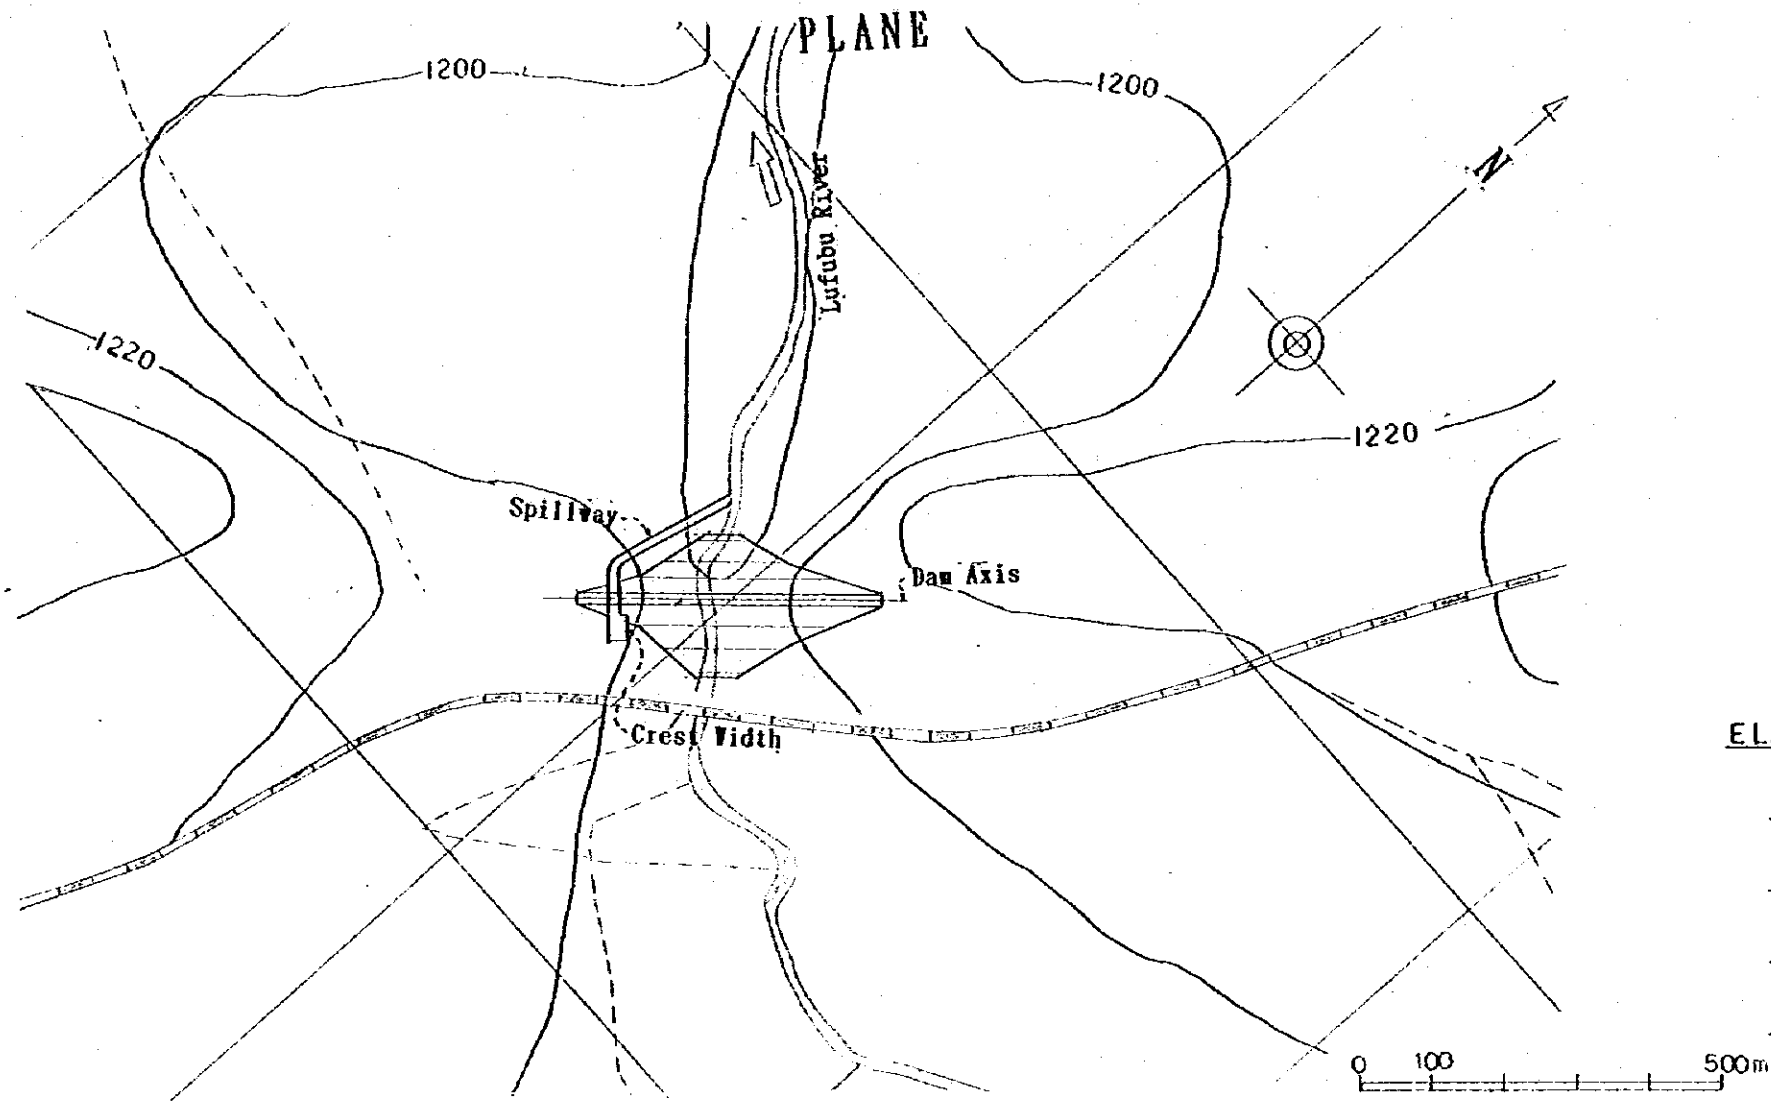 PLANE
1200
1200
N
Lufubu River
1220
1220
Spillway
Dam Axis
Crest Width
EL
0 100 500m